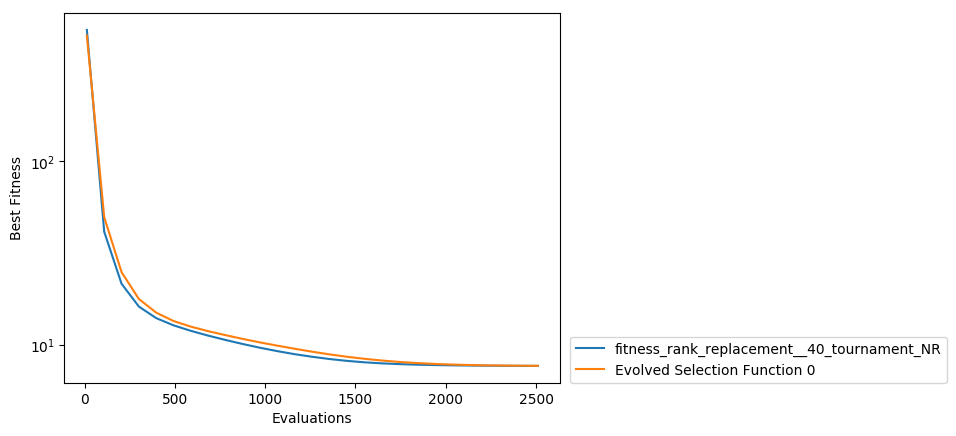 Best Fitness
10²
10¹
0 500 1000 1500 2000 2500
Evaluations
fitness_rank_replacement__40_tournament_NR
Evolved Selection Function 0